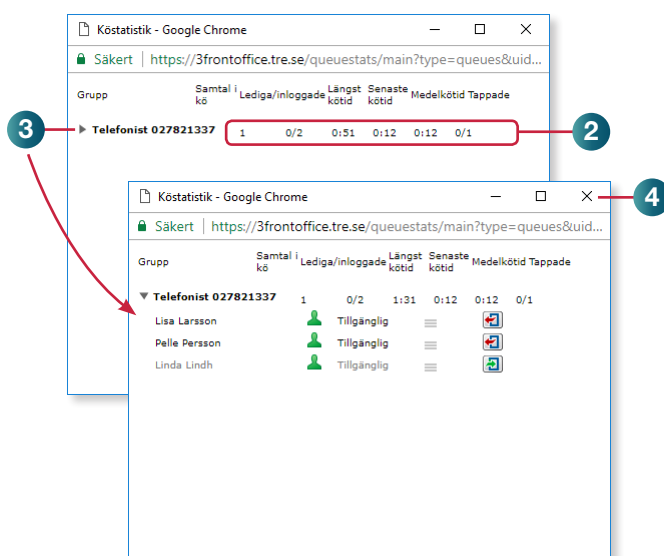 Köstatistik - Google Chrome
Säkert | https://3frontoffice.tre.se/queuestats/main?type=queues&uid...
Grupp Samtal i kö Lediga/inloggade Längst kötid Senaste kötid Medelkötid Tappade
3 Telefonist 027821337 1 0/2 0:51 0:12 0:12 0/1 2
Köstatistik - Google Chrome 4
Säkert | https://3frontoffice.tre.se/queuestats/main?type=queues&uid...
Grupp Samtal i kö Lediga/inloggade Längst kötid Senaste kötid Medelkötid Tappade
Telefonist 027821337 1 0/2 1:31 0:12 0:12 0/1
Lisa Larsson Tillgänglig
Pelle Persson Tillgänglig
Linda Lindh Tillgänglig